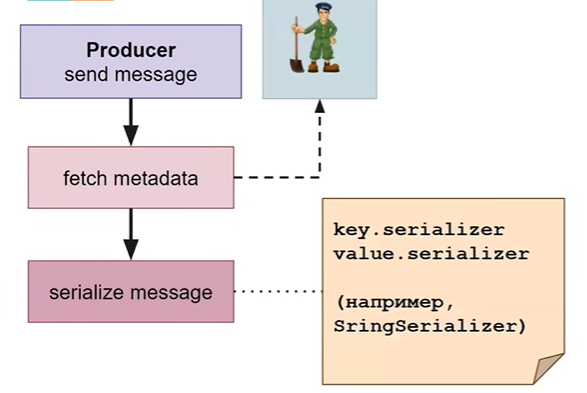 Producer
send message
fetch metadata
serialize message
key.serializer
value.serializer
(например,
SringSerializer)